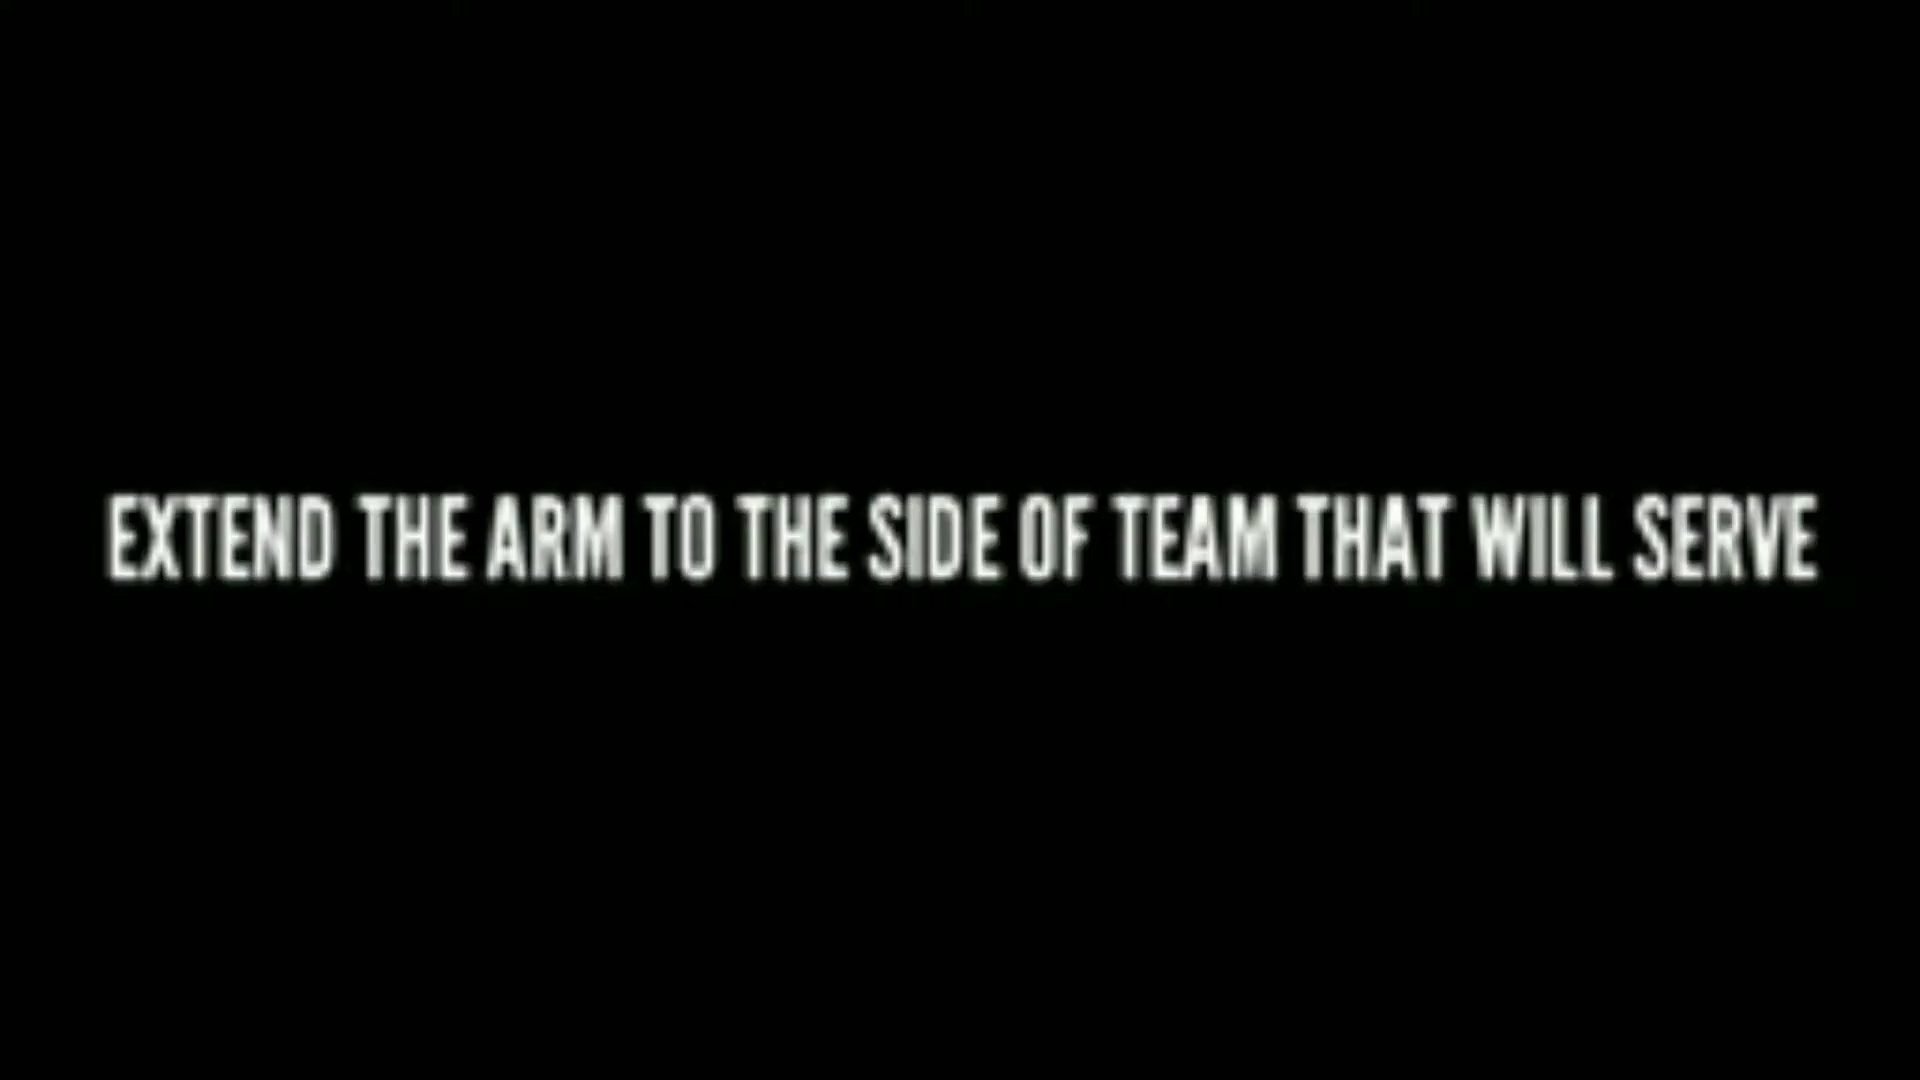 EXTEND THE ARM TO THE SIDE OF TEAM THAT WILL SERVE